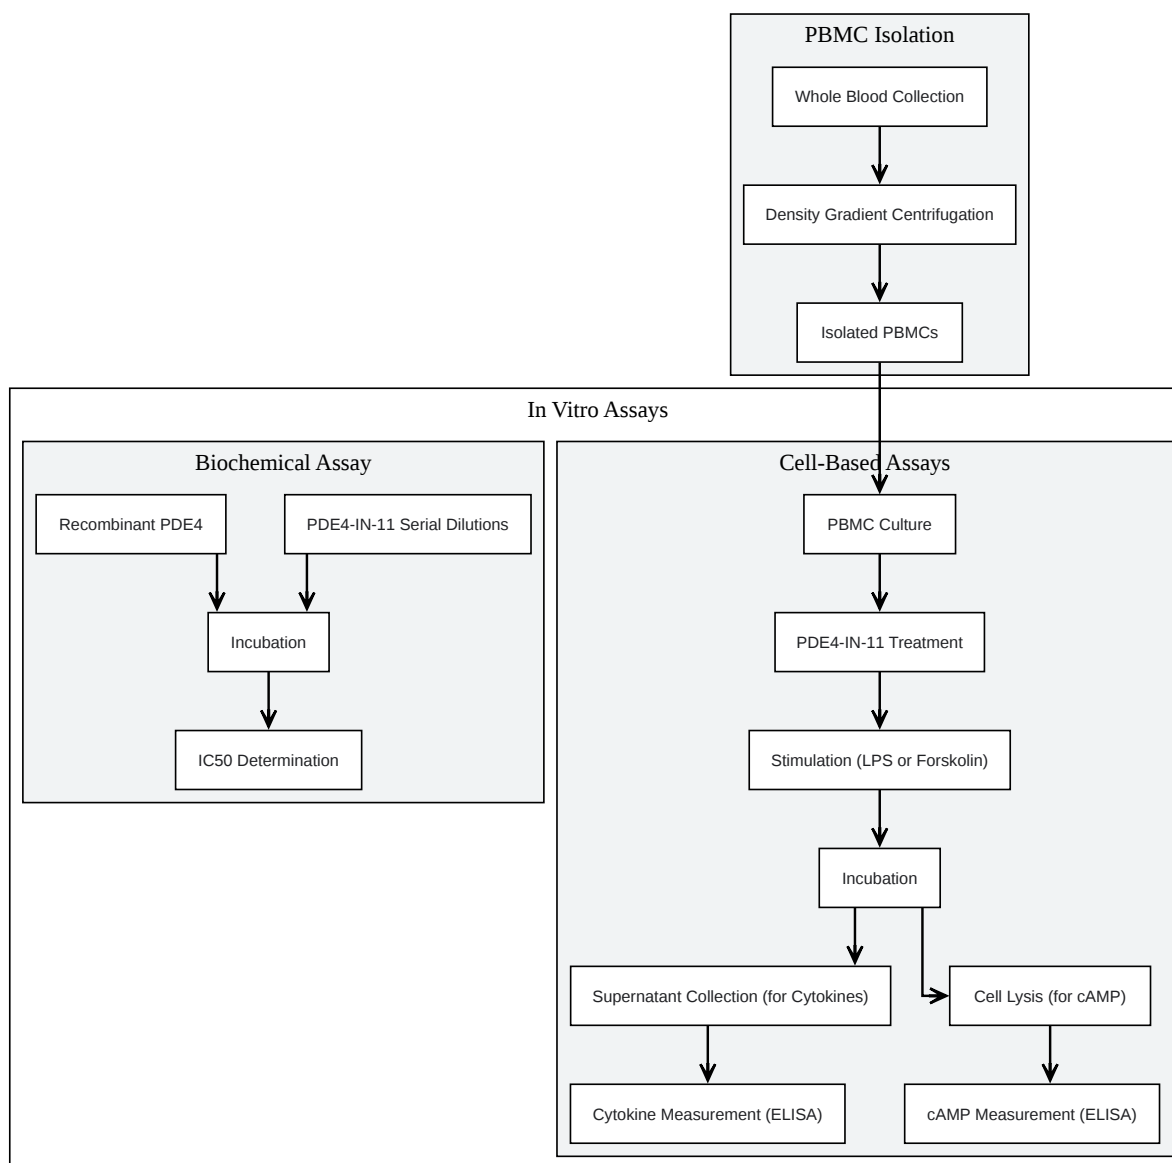 PBMC Isolation
Whole Blood Collection
Density Gradient Centrifugation
Isolated PBMCs
In Vitro Assays
Biochemical Assay
Recombinant PDE4
PDE4-IN-11 Serial Dilutions
Incubation
IC50 Determination
Cell-Based Assays
PBMC Culture
PDE4-IN-11 Treatment
Stimulation (LPS or Forskolin)
Incubation
Supernatant Collection (for Cytokines)
Cell Lysis (for cAMP)
Cytokine Measurement (ELISA)
cAMP Measurement (ELISA)